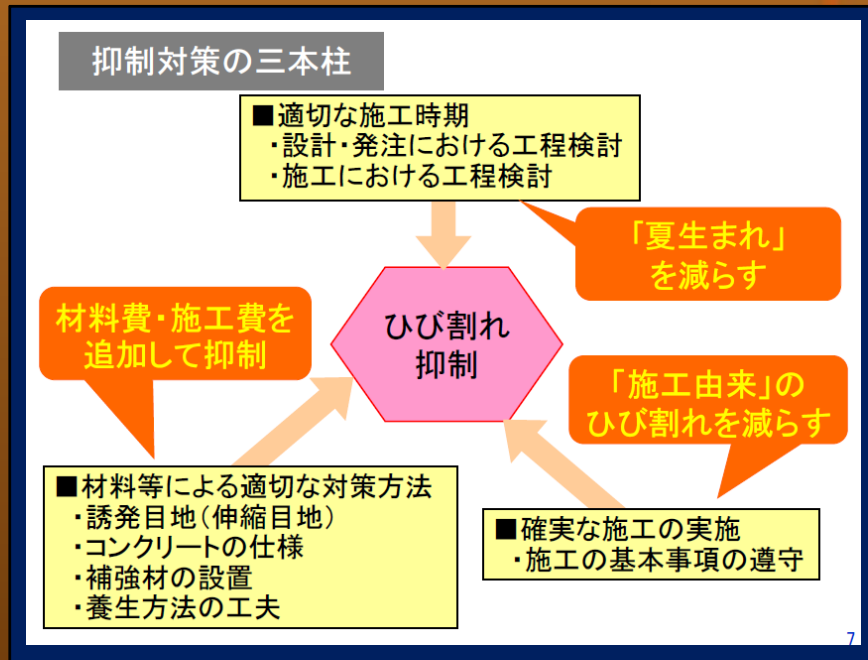 抑制対策の三本柱
■適切な施工時期
・設計・発注における工程検討
・施工における工程検討
「夏生まれ」
を減らす
材料費・施工費を
追加して抑制
ひび割れ
抑制
「施工由来」の
ひび割れを減らす
■材料等による適切な対策方法
・誘発目地(伸縮目地)
・コンクリートの仕様
・補強材の設置
・養生方法の工夫
■確実な施工の実施
・施工の基本事項の遵守
7